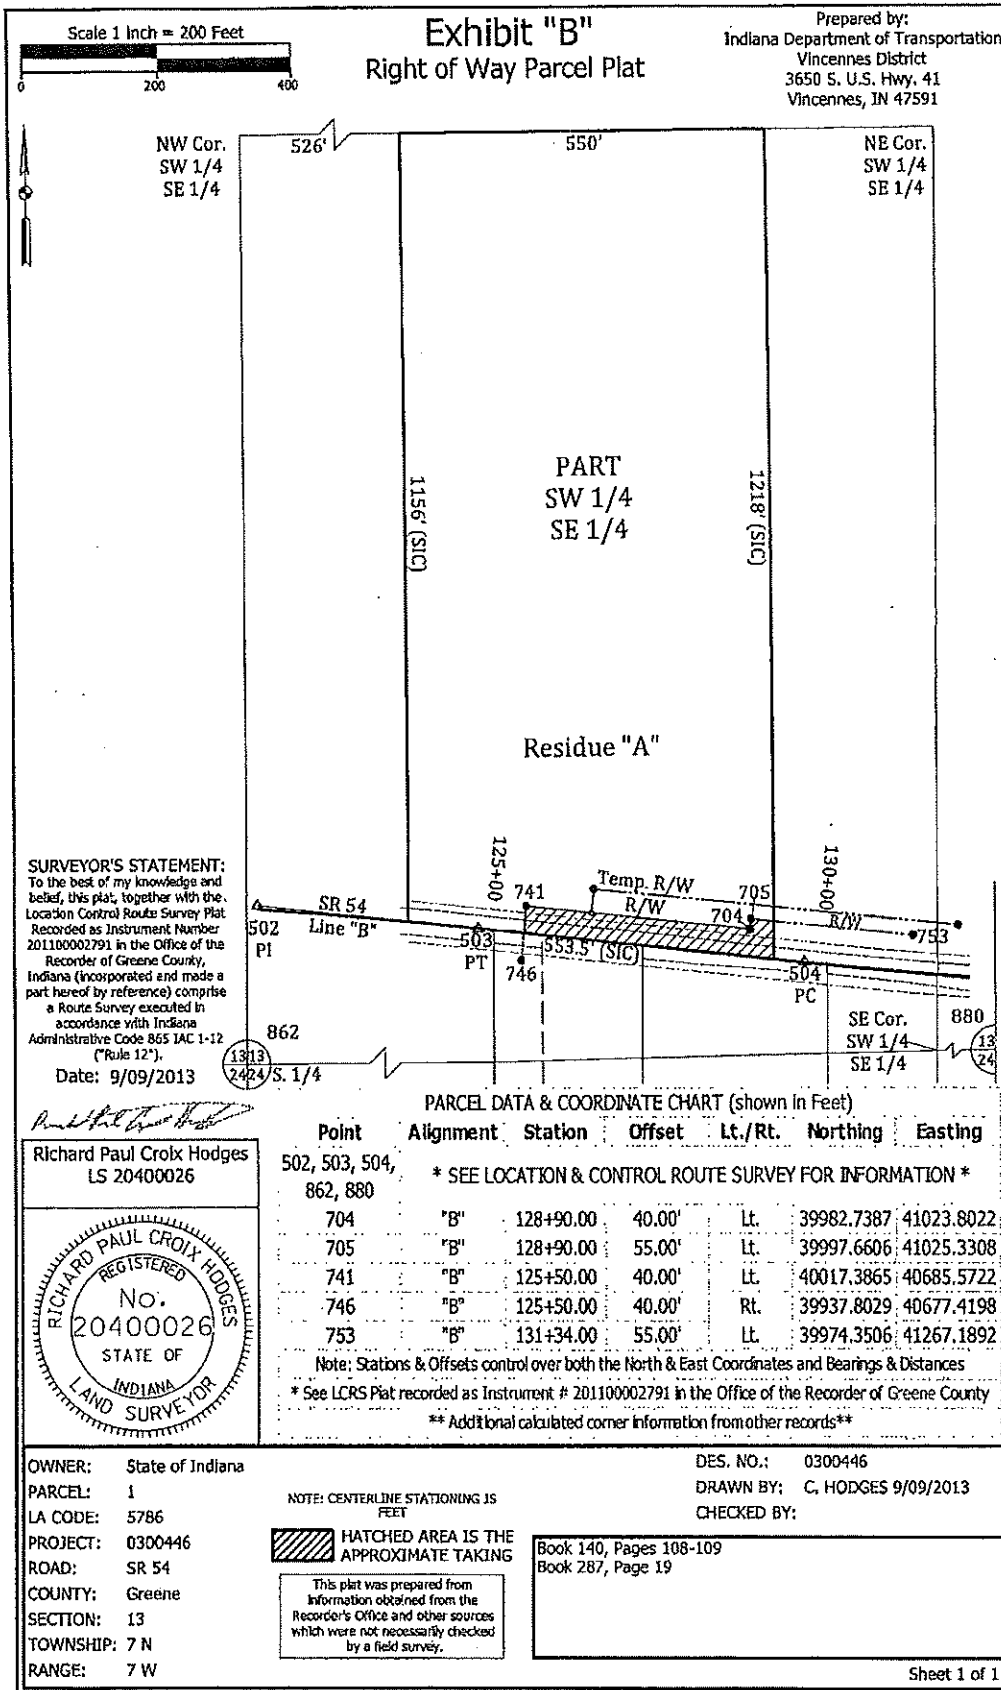 Scale 1 Inch = 200 Feet
0 200 400
Exhibit "B"
Right of Way Parcel Plat
Prepared by:
Indiana Department of Transportation
Vincennes District
3650 S. U.S. Hwy. 41
Vincennes, IN 47591
NW Cor.
SW 1/4
SE 1/4
526'
550'
NE Cor.
SW 1/4
SE 1/4
1156' (SIC)
PART
SW 1/4
SE 1/4
1218' (SIC)
Residue "A"
125+00
130+00
Temp. R/W
R/W
741
705
704
R/W
753
SR 54
Line "B"
502
PI
503
PT
553.5' (SIC)
746
504
PC
SURVEYOR'S STATEMENT:
To the best of my knowledge and
belief, this plat, together with the
Location Control Route Survey Plat
Recorded as Instrument Number
201100002791 in the Office of the
Recorder of Greene County,
Indiana (incorporated and made a
part hereof by reference) comprise
a Route Survey executed in
accordance with Indiana
Administrative Code 865 IAC 1-12
("Rule 12").
Date: 9/09/2013
862
13 13
24 24
S. 1/4
SE Cor.
SW 1/4
SE 1/4
880
13
24
Richard Paul Croix Hodges
LS 20400026
RICHARD PAUL CROIX HODGES
REGISTERED
No.
20400026
STATE OF
INDIANA
LAND SURVEYOR
PARCEL DATA & COORDINATE CHART (shown in Feet)
Point Alignment Station Offset Lt./Rt. Northing Easting
502, 503, 504,
862, 880
* SEE LOCATION & CONTROL ROUTE SURVEY FOR INFORMATION *
704 "B" 128+90.00 40.00' Lt. 39982.7387 41023.8022
705 "B" 128+90.00 55.00' Lt. 39997.6606 41025.3308
741 "B" 125+50.00 40.00' Lt. 40017.3865 40685.5722
746 "B" 125+50.00 40.00' Rt. 39937.8029 40677.4198
753 "B" 131+34.00 55.00' Lt. 39974.3506 41267.1892
Note: Stations & Offsets control over both the North & East Coordinates and Bearings & Distances
* See LCRS Plat recorded as Instrument # 201100002791 in the Office of the Recorder of Greene County
** Additional calculated corner information from other records**
OWNER: State of Indiana
PARCEL: 1
LA CODE: 5786
PROJECT: 0300446
ROAD: SR 54
COUNTY: Greene
SECTION: 13
TOWNSHIP: 7 N
RANGE: 7 W
NOTE: CENTERLINE STATIONING IS
FEET
HATCHED AREA IS THE
APPROXIMATE TAKING
This plat was prepared from
information obtained from the
Recorder's Office and other sources
which were not necessarily checked
by a field survey.
DES. NO.: 0300446
DRAWN BY: C. HODGES 9/09/2013
CHECKED BY:
Book 140, Pages 108-109
Book 287, Page 19
Sheet 1 of 1